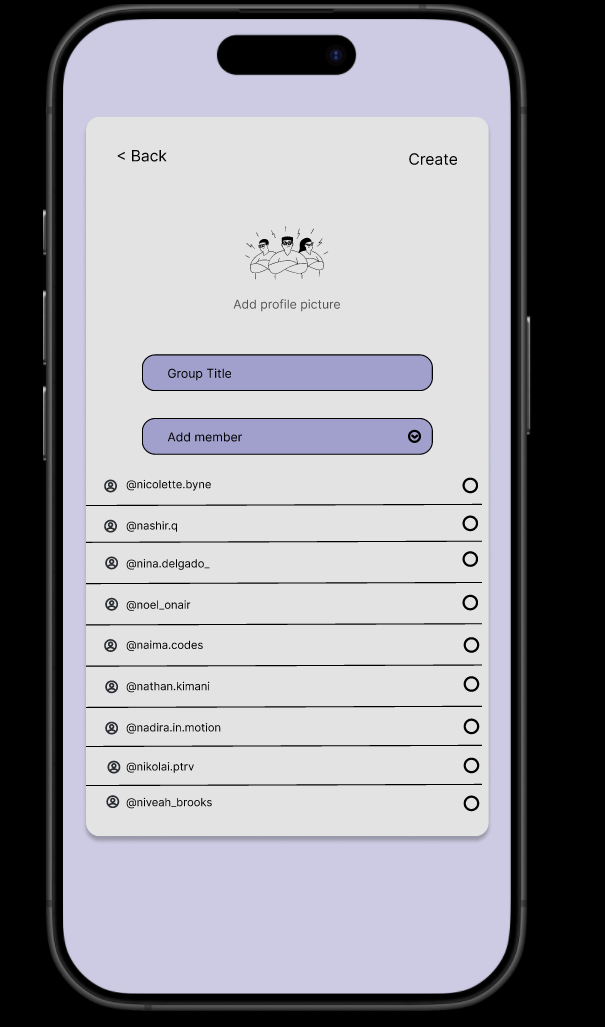 < Back
Create
Add profile picture
Group Title
Add member
@nicolette.byne
@nashir.q
@nina.delgado_
@noel_onair
@naima.codes
@nathan.kimani
@nadira.in.motion
@nikolai.ptrv
@niveah_brooks